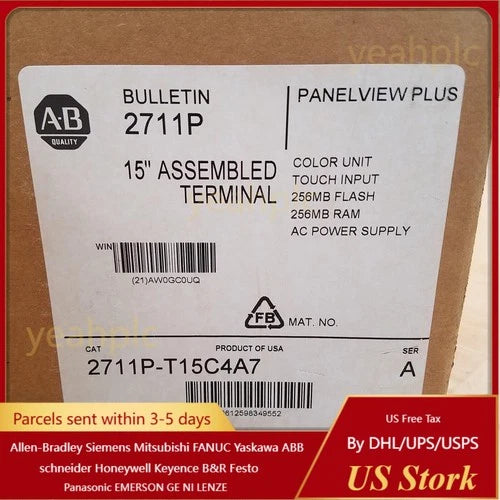 yeahplc
A-B
QUALITY
BULLETIN
2711P
15" ASSEMBLED
TERMINAL
PANELVIEW PLUS
COLOR UNIT
TOUCH INPUT
256MB FLASH
256MB RAM
AC POWER SUPPLY
yeahplc
WIN
(21)AW0GC0UQ
FB
MAT. NO.
yeahplc
CAT
PRODUCT OF USA
SER
2711P-T15C4A7
A
Parcels sent within 3-5 days
US Free Tax
Allen-Bradley Siemens Mitsubishi FANUC Yaskawa ABB
schneider Honeywell Keyence B&R Festo
Panasonic EMERSON GE NI LENZE
By DHL/UPS/USPS
US Stork